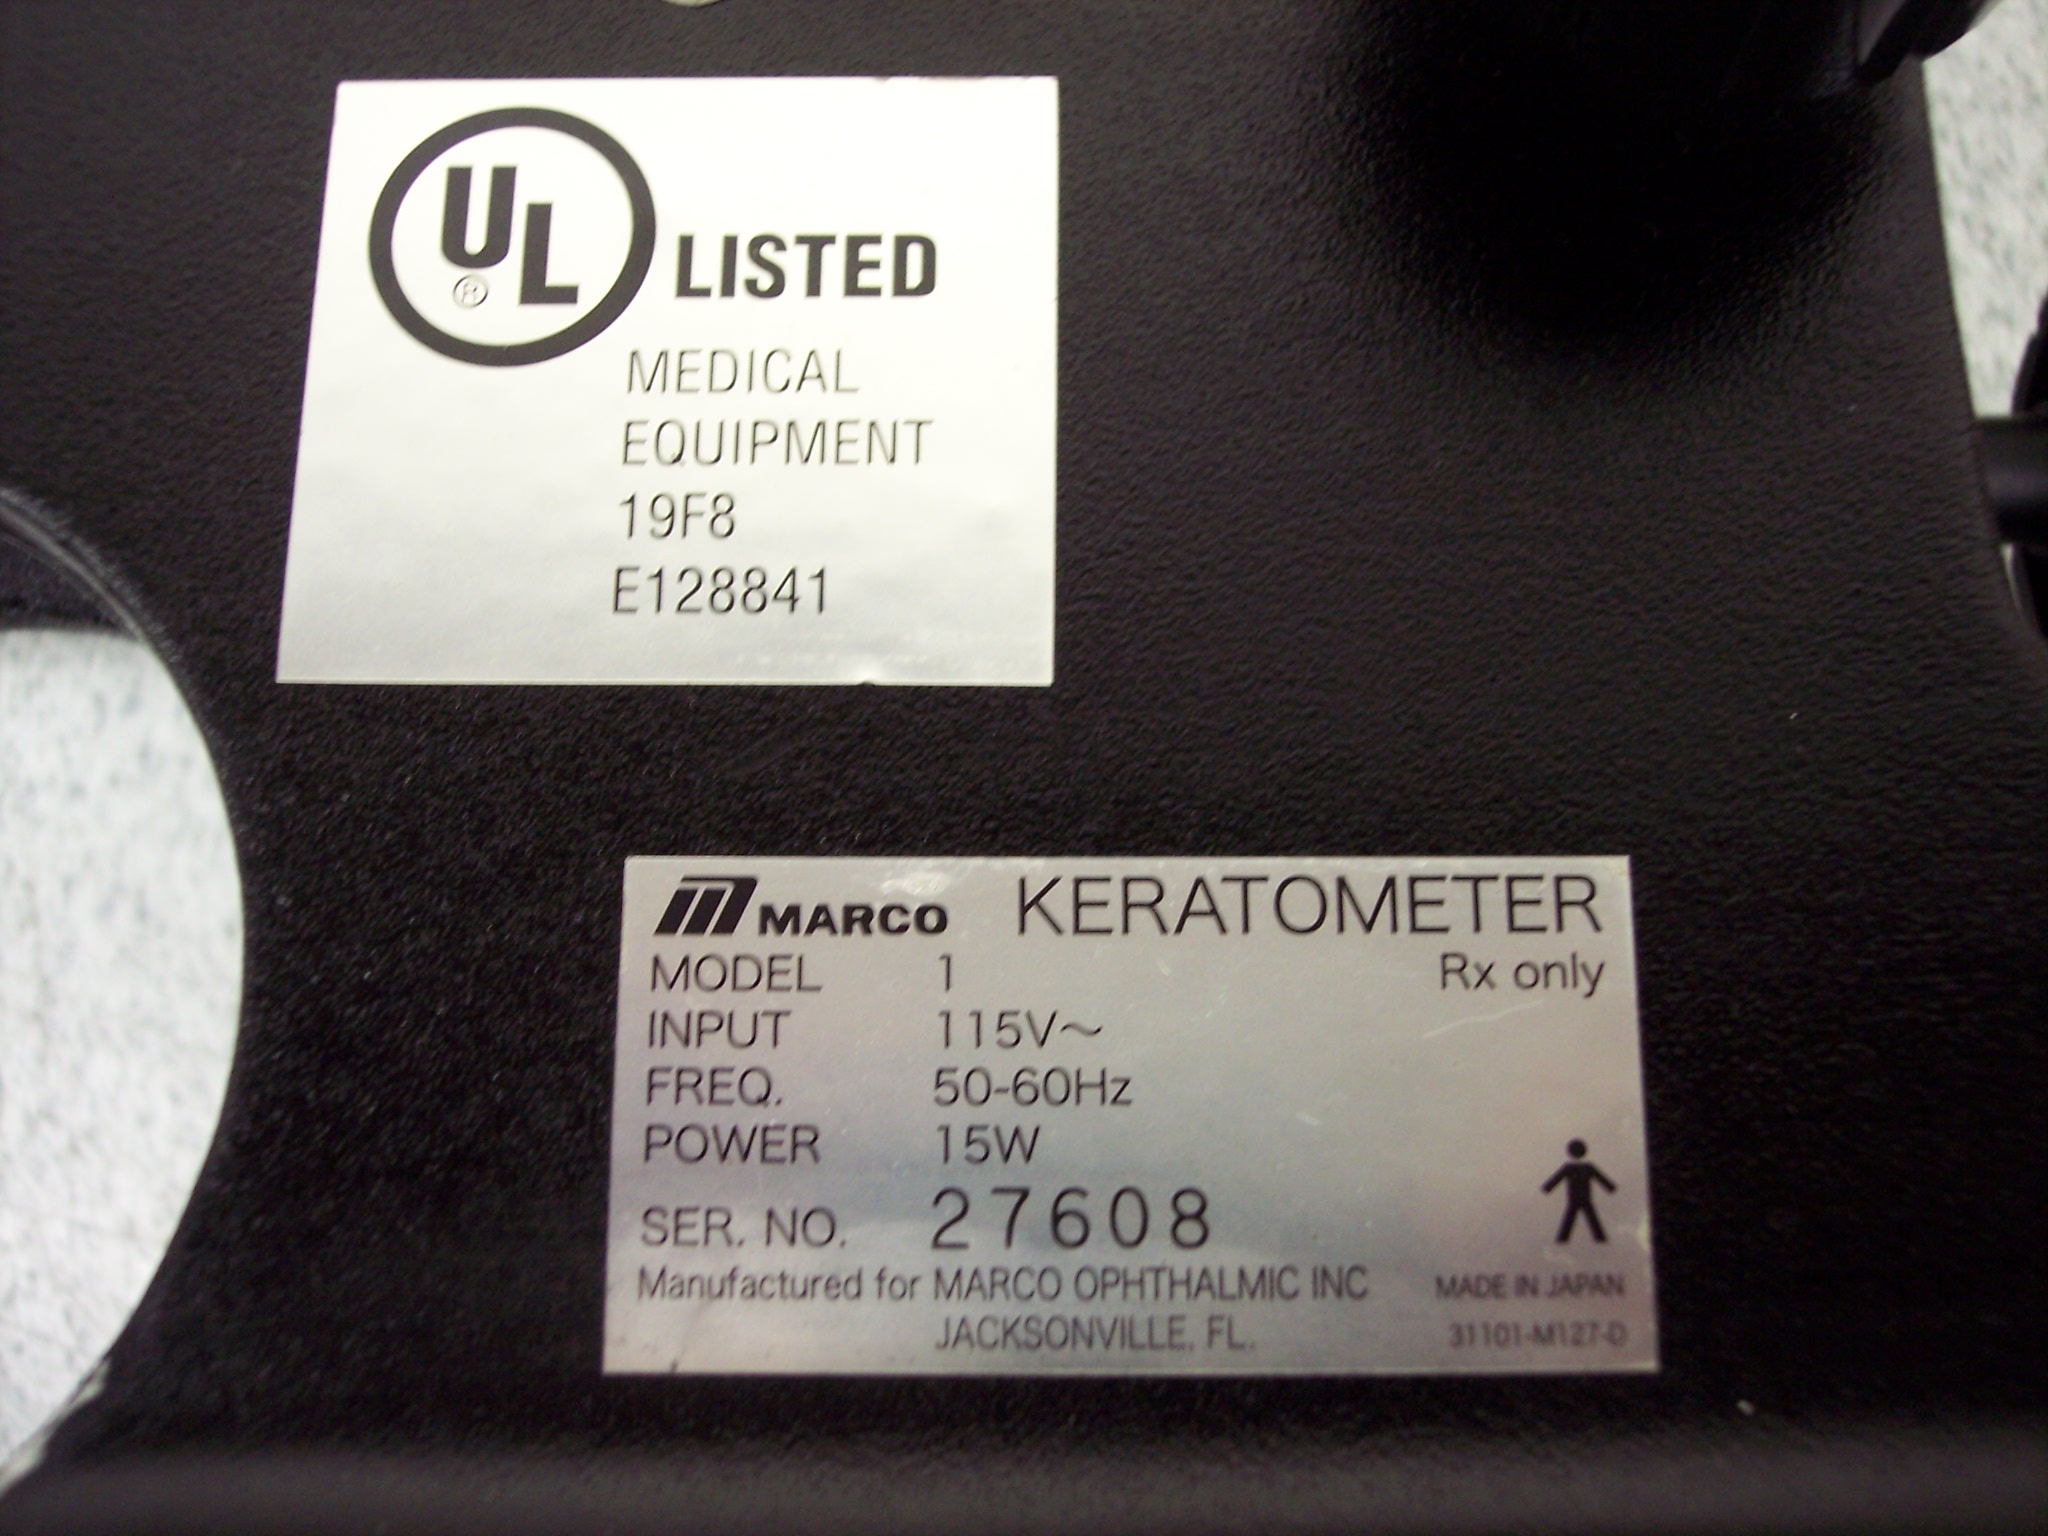 UL
®
LISTED
MEDICAL
EQUIPMENT
19F8
E128841
MARCO KERATOMETER
MODEL 1 Rx only
INPUT 115V~
FREQ. 50-60Hz
POWER 15W
SER. NO. 27608
Manufactured for MARCO OPHTHALMIC INC MADE IN JAPAN
JACKSONVILLE, FL. 31101-M127-D